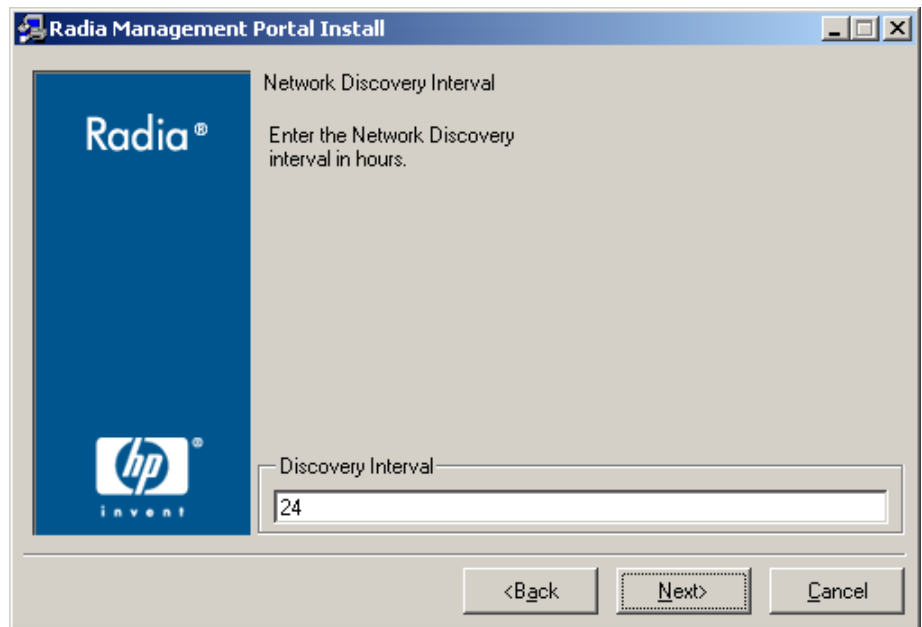 Radia Management Portal Install
Radia®
Network Discovery Interval
Enter the Network Discovery
interval in hours.
hp®
invent
Discovery Interval
24
<Back
Next>
Cancel